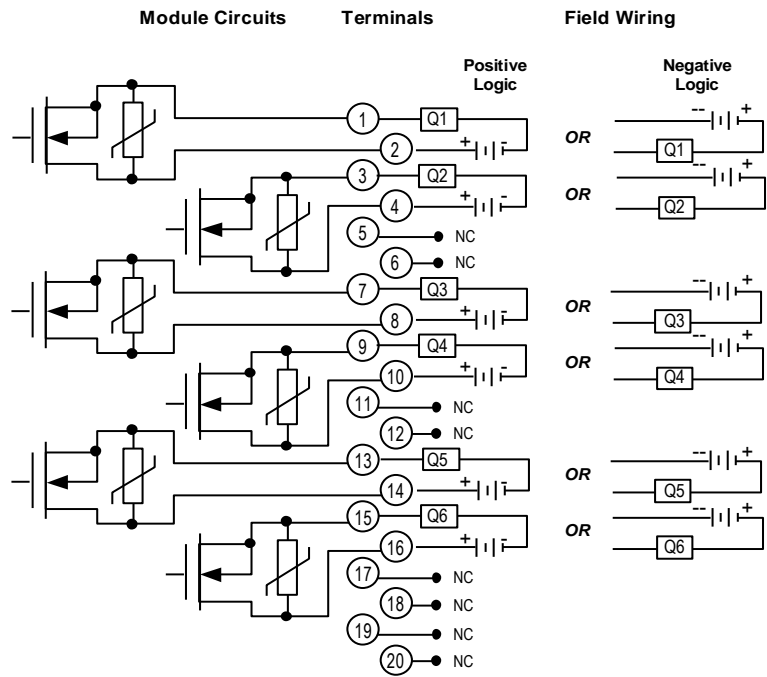 Module Circuits Terminals Field Wiring
Positive Logic
Negative Logic
1 Q1
2 + -
OR
-- +
Q1
3 Q2
4 + -
OR
-- +
Q2
5 NC
6 NC
7 Q3
8 + -
OR
-- +
Q3
9 Q4
10 + -
OR
-- +
Q4
11 NC
12 NC
13 Q5
14 + -
OR
-- +
Q5
15 Q6
16 + -
OR
-- +
Q6
17 NC
18 NC
19 NC
20 NC